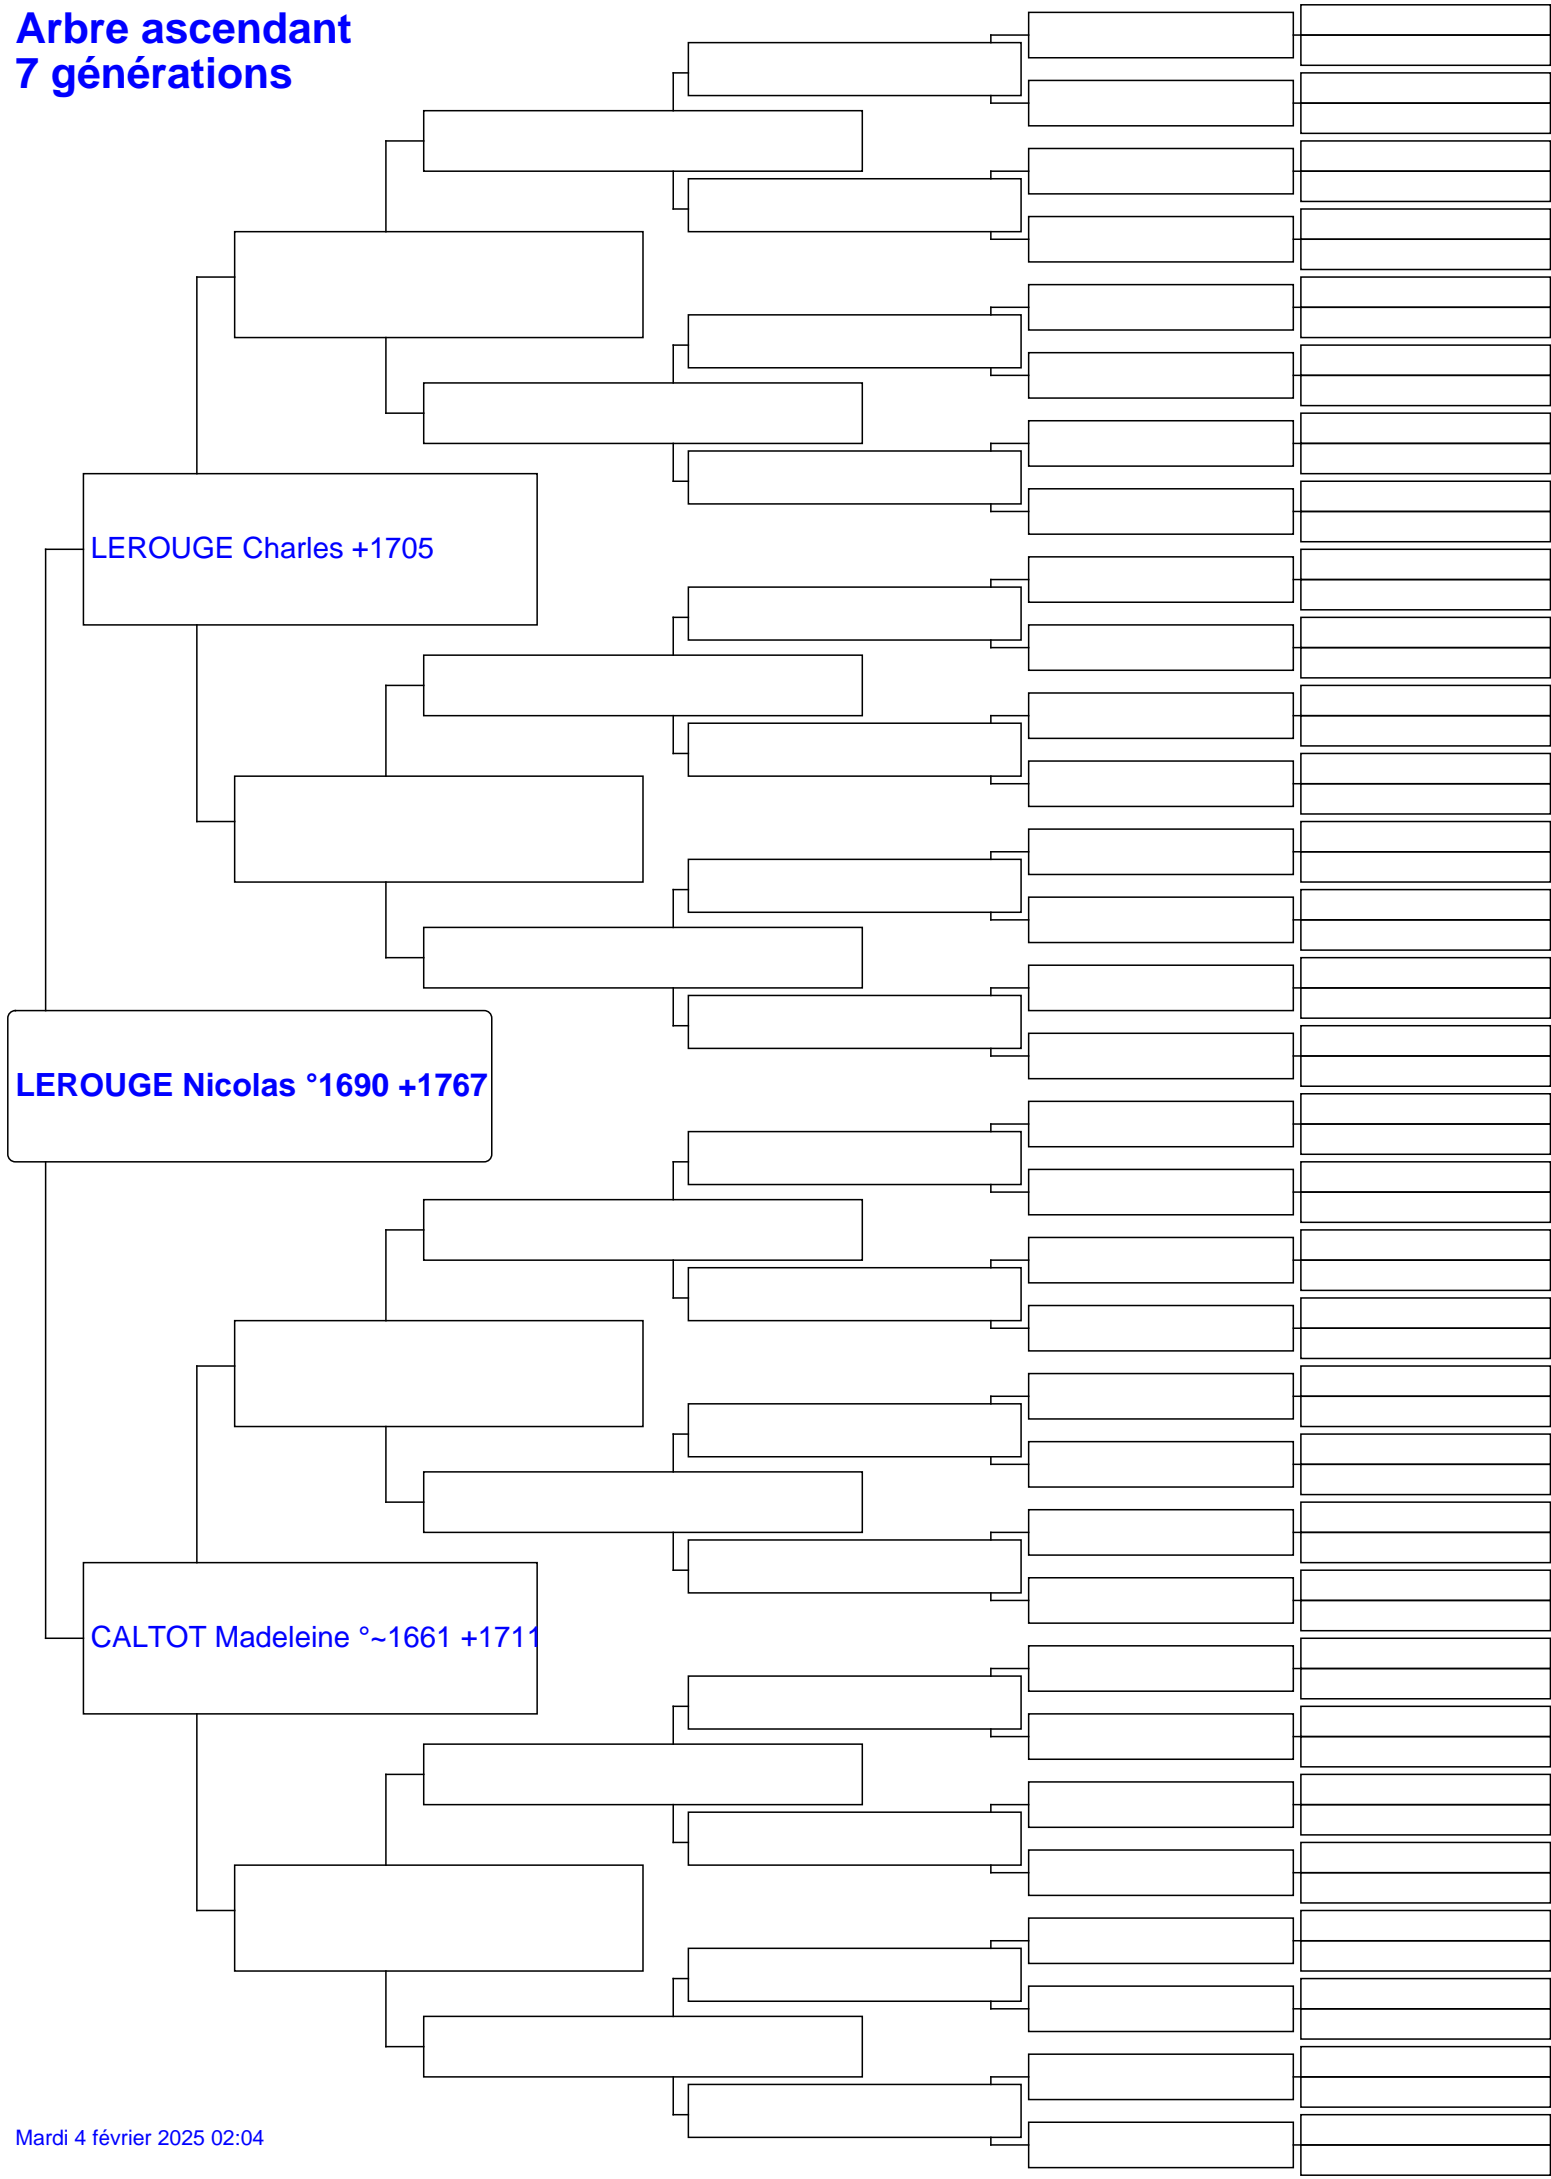 Arbre ascendant
7 générations
LEROUGE Charles +1705
LEROUGE Nicolas °1690 +1767
CALTOT Madeleine °~1661 +1711
Mardi 4 février 2025 02:04